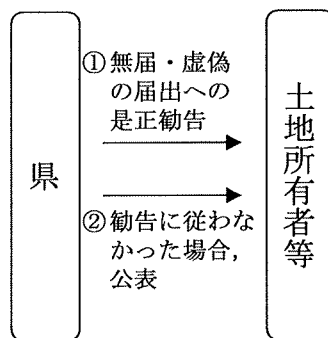 県
①無届・虚偽
の届出への
是正勧告
②勧告に従わな
かった場合,
公表
土地所有者等